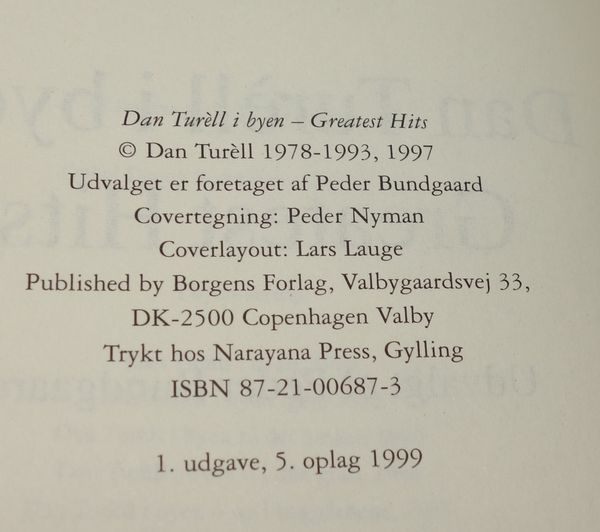 Dan Turèll i byen – Greatest Hits
© Dan Turèll 1978-1993, 1997
Udvalget er foretaget af Peder Bundgaard
Covertegning: Peder Nyman
Coverlayout: Lars Lauge
Published by Borgens Forlag, Valbygaardsvej 33,
DK-2500 Copenhagen Valby
Trykt hos Narayana Press, Gylling
ISBN 87-21-00687-3
1. udgave, 5. oplag 1999